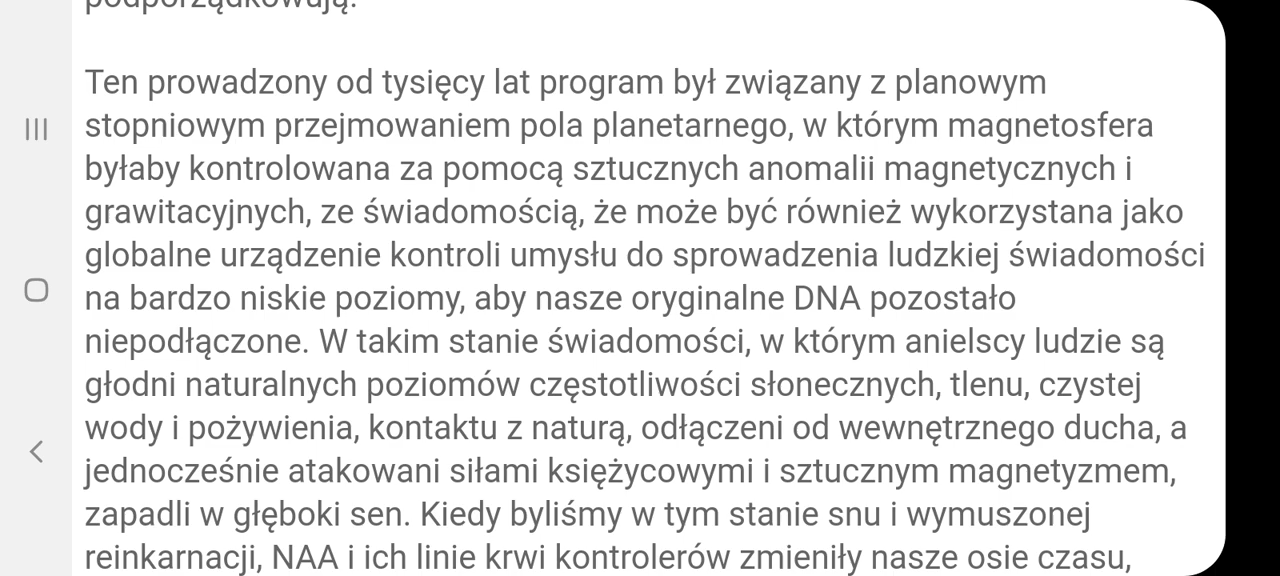 podporządkowują.
Ten prowadzony od tysięcy lat program był związany z planowym
stopniowym przejmowaniem pola planetarnego, w którym magnetosfera
byłaby kontrolowana za pomocą sztucznych anomalii magnetycznych i
grawitacyjnych, ze świadomością, że może być również wykorzystana jako
globalne urządzenie kontroli umysłu do sprowadzenia ludzkiej świadomości
na bardzo niskie poziomy, aby nasze oryginalne DNA pozostało
niepodłączone. W takim stanie świadomości, w którym anielscy ludzie są
głodni naturalnych poziomów częstotliwości słonecznych, tlenu, czystej
wody i pożywienia, kontaktu z naturą, odłączeni od wewnętrznego ducha, a
jednocześnie atakowani siłami księżycowymi i sztucznym magnetyzmem,
zapadli w głęboki sen. Kiedy byliśmy w tym stanie snu i wymuszonej
reinkarnacji, NAA i ich linie krwi kontrolerów zmieniły nasze osie czasu,